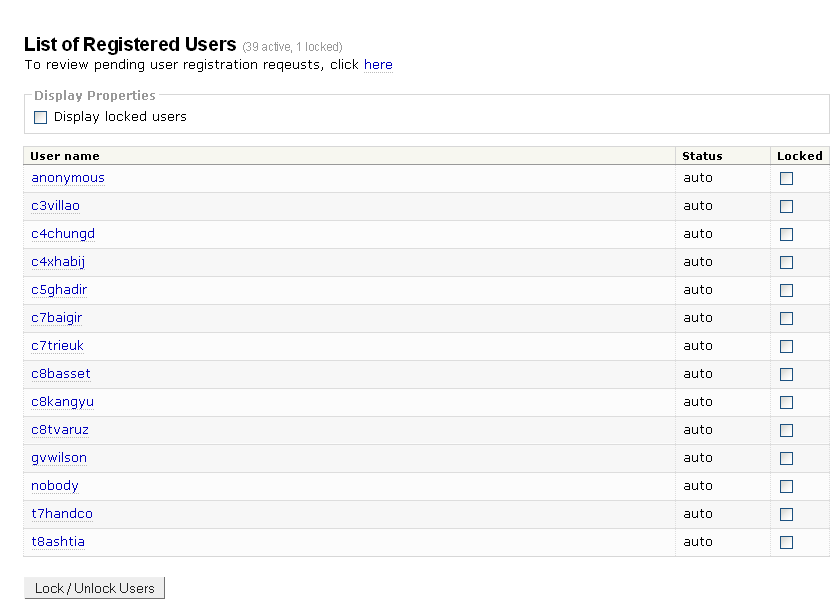 List of Registered Users (39 active, 1 locked)
To review pending user registration reqeusts, click here
Display Properties
Display locked users
User name Status Locked
anonymous auto
c3villao auto
c4chungd auto
c4xhabij auto
c5ghadir auto
c7baigir auto
c7trieuk auto
c8basset auto
c8kangyu auto
c8tvaruz auto
gvwilson auto
nobody auto
t7handco auto
t8ashtia auto
Lock / Unlock Users